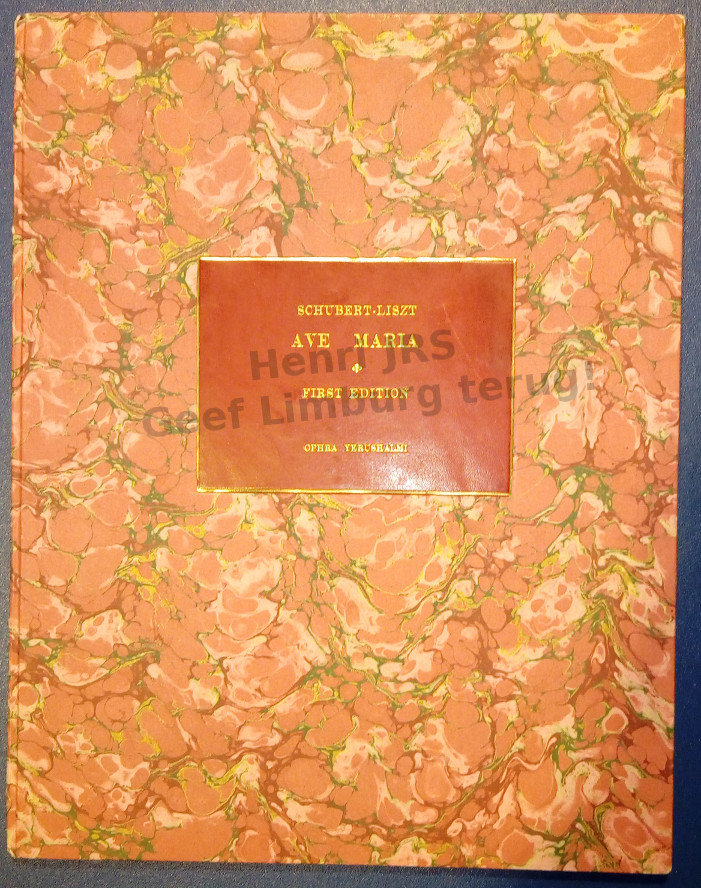 SCHUBERT-LISZT
AVE MARIA
Henri JRS
FIRST EDITION
Geef Limburg terug!
OPHRA YERUSHALMI